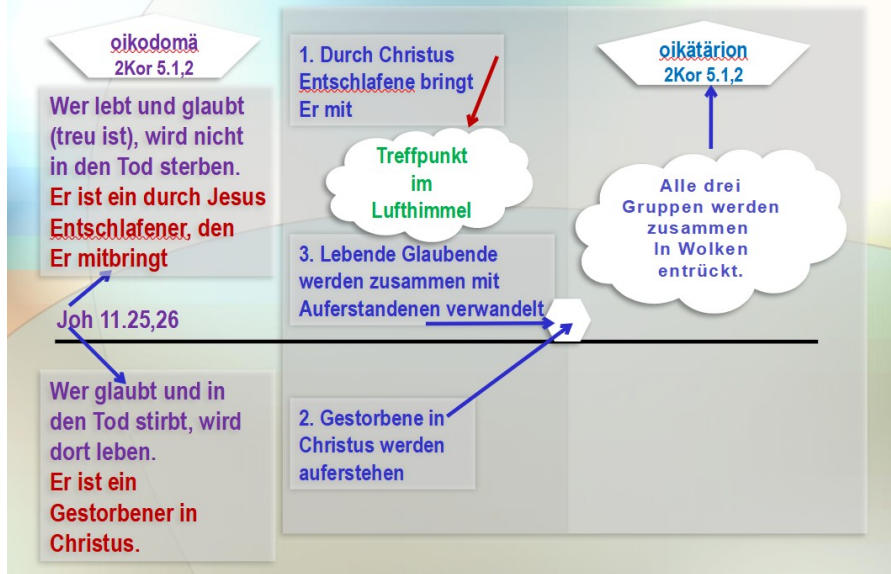 oikodomä
2Kor 5.1,2
Wer lebt und glaubt
(treu ist), wird nicht
in den Tod sterben.
Er ist ein durch Jesus
Entschlafener, den
Er mitbringt
Joh 11.25,26
Wer glaubt und in
den Tod stirbt, wird
dort leben.
Er ist ein
Gestorbener in
Christus.
1. Durch Christus
Entschlafene bringt
Er mit
Treffpunkt
im
Lufthimmel
3. Lebende Glaubende
werden zusammen mit
Auferstandenen verwandelt
2. Gestorbene in
Christus werden
auferstehen
oikätärion
2Kor 5.1,2
Alle drei
Gruppen werden
zusammen
In Wolken
entrückt.